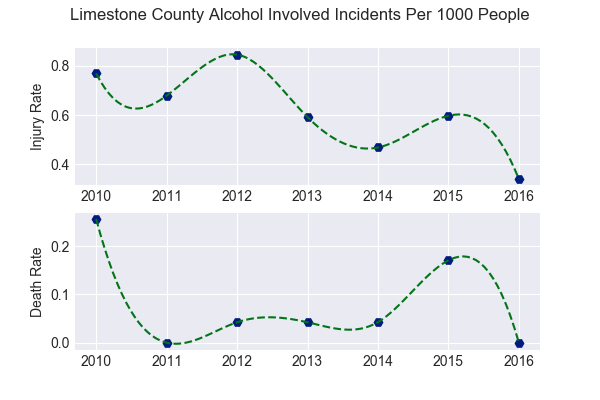 Limestone County Alcohol Involved Incidents Per 1000 People
Injury Rate
0.8
0.6
0.4
2010 2011 2012 2013 2014 2015 2016
Death Rate
0.2
0.1
0.0
2010 2011 2012 2013 2014 2015 2016